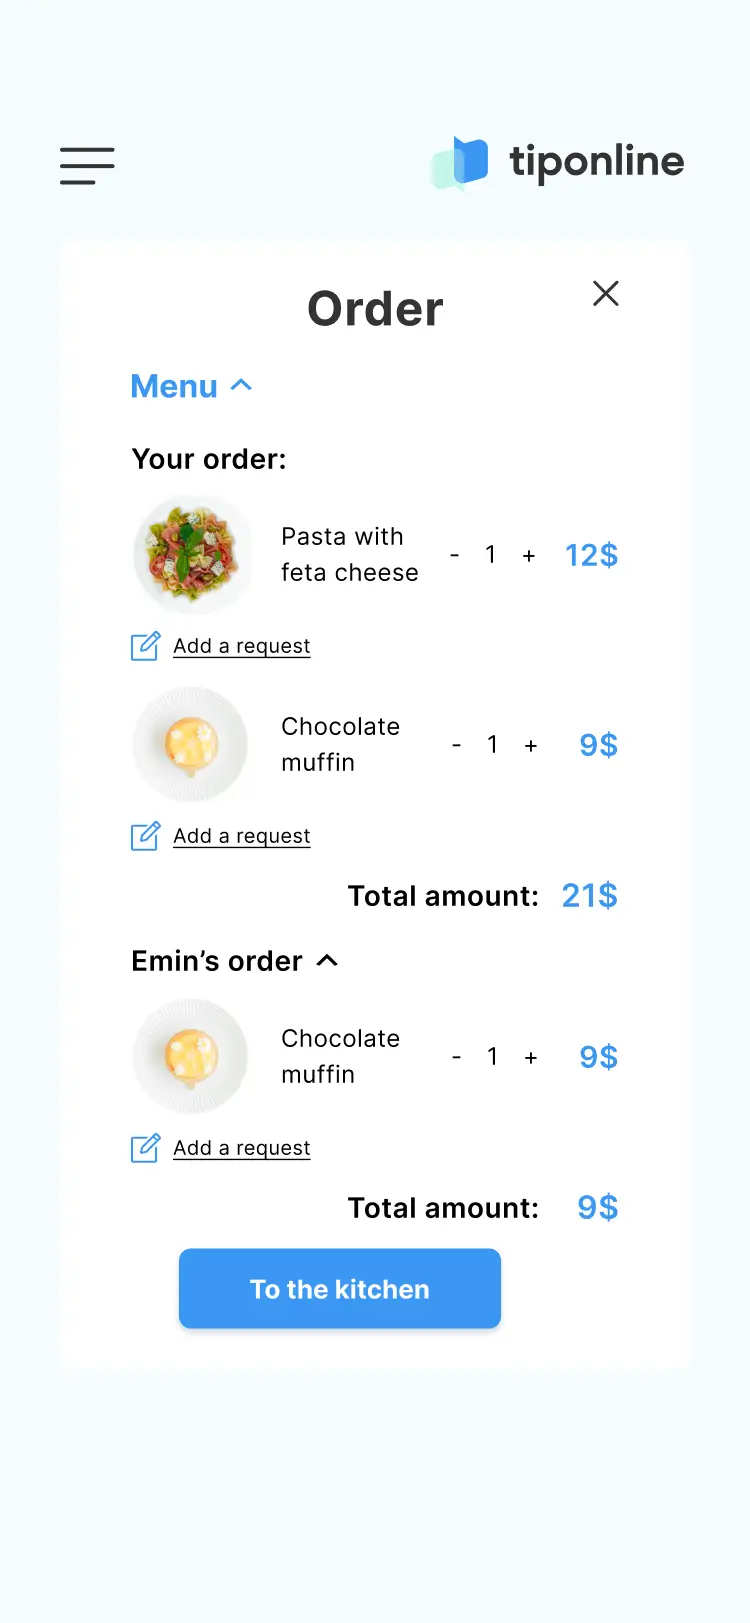 tiponline
Order
Menu
Your order:
Pasta with
feta cheese
- 1 + 12$
Add a request
Chocolate
muffin
- 1 + 9$
Add a request
Total amount: 21$
Emin’s order
Chocolate
muffin
- 1 + 9$
Add a request
Total amount: 9$
To the kitchen